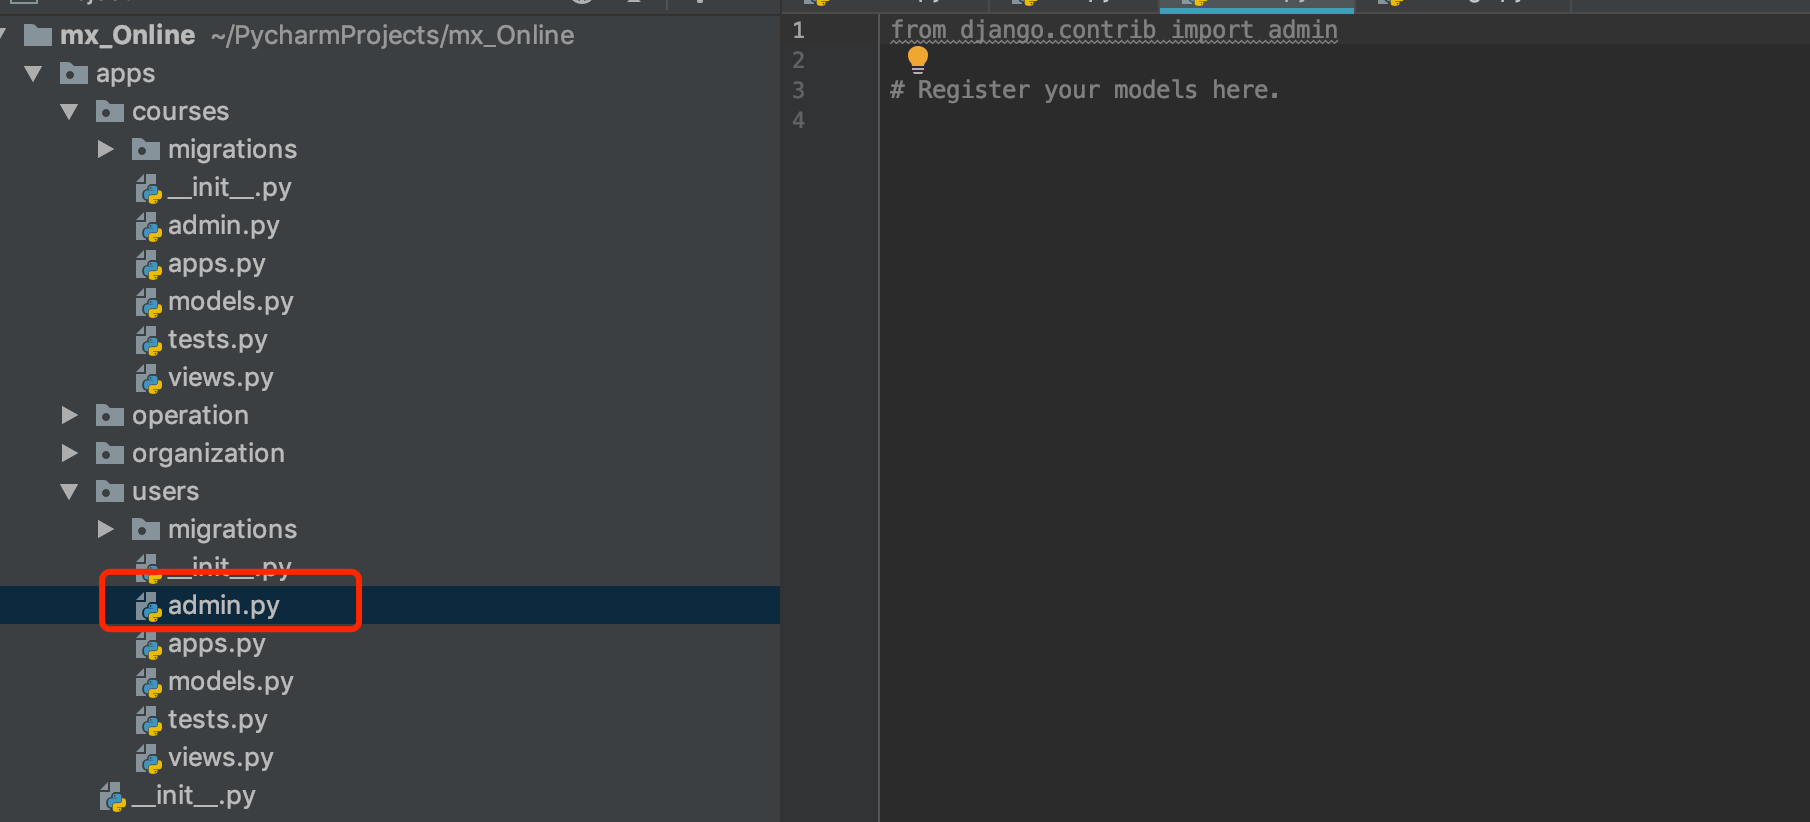 mx_Online ~/PycharmProjects/mx_Online
apps
courses
migrations
__init__.py
admin.py
apps.py
models.py
tests.py
views.py
operation
organization
users
migrations
__init__.py
admin.py
apps.py
models.py
tests.py
views.py
__init__.py
1 from django.contrib import admin
2
3 # Register your models here.
4